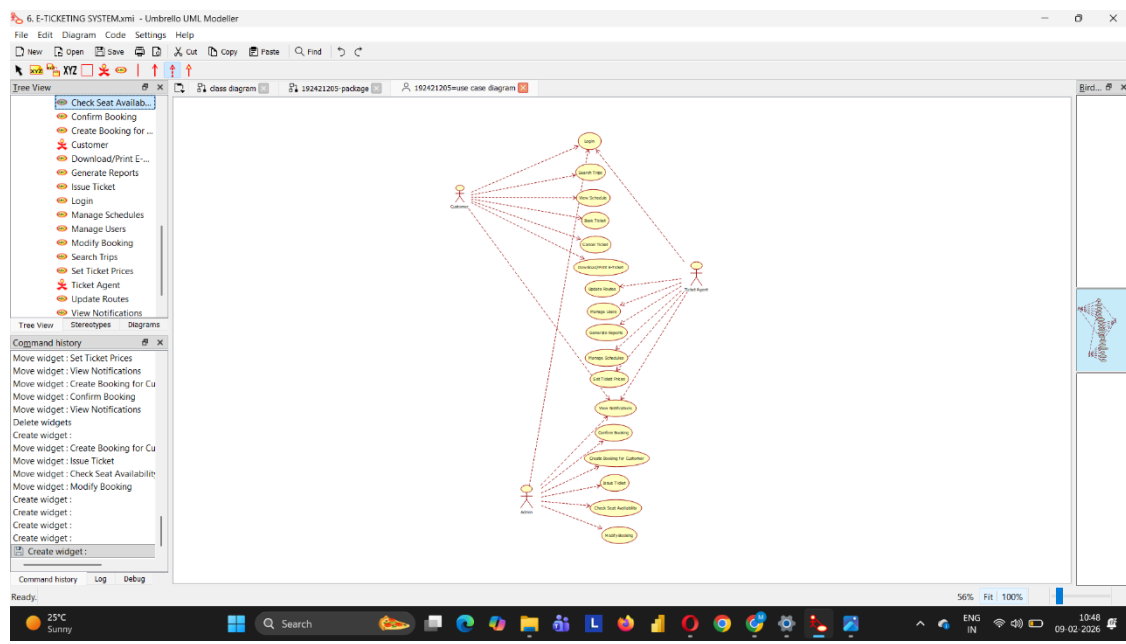 6. E-TICKETING SYSTEM.xmi - Umbrello UML Modeller
File Edit Diagram Code Settings Help
New Open Save Cut Copy Paste Find
XYZ XYZ
Tree View
class diagram 192421205-package 192421205=use case diagram
Bird...
Check Seat Availab...
Confirm Booking
Create Booking for ...
Customer
Download/Print E-...
Generate Reports
Issue Ticket
Login
Manage Schedules
Manage Users
Modify Booking
Search Trips
Set Ticket Prices
Ticket Agent
Update Routes
View Notifications
Tree View Stereotypes Diagrams
Command history
Move widget : Set Ticket Prices
Move widget : View Notifications
Move widget : Create Booking for Cu
Move widget : Confirm Booking
Move widget : View Notifications
Delete widgets
Create widget :
Move widget : Create Booking for Cu
Move widget : Issue Ticket
Move widget : Check Seat Availability
Move widget : Modify Booking
Create widget :
Create widget :
Create widget :
Create widget :
Create widget :
Command history Log Debug
Login
Search Trips
View Schedule
Customer
Book Ticket
Cancel Ticket
Download/Print E-Ticket
Update Routes
Ticket Agent
Manage Users
Generate Reports
Manage Schedules
Set Ticket Prices
View Notifications
Confirm Booking
Create Booking for Customer
Issue Ticket
Check Seat Availability
Admin
Modify Booking
Ready.
56% Fit 100%
25°C
Sunny
Search
L
ENG
IN
10:48
09-02-2026